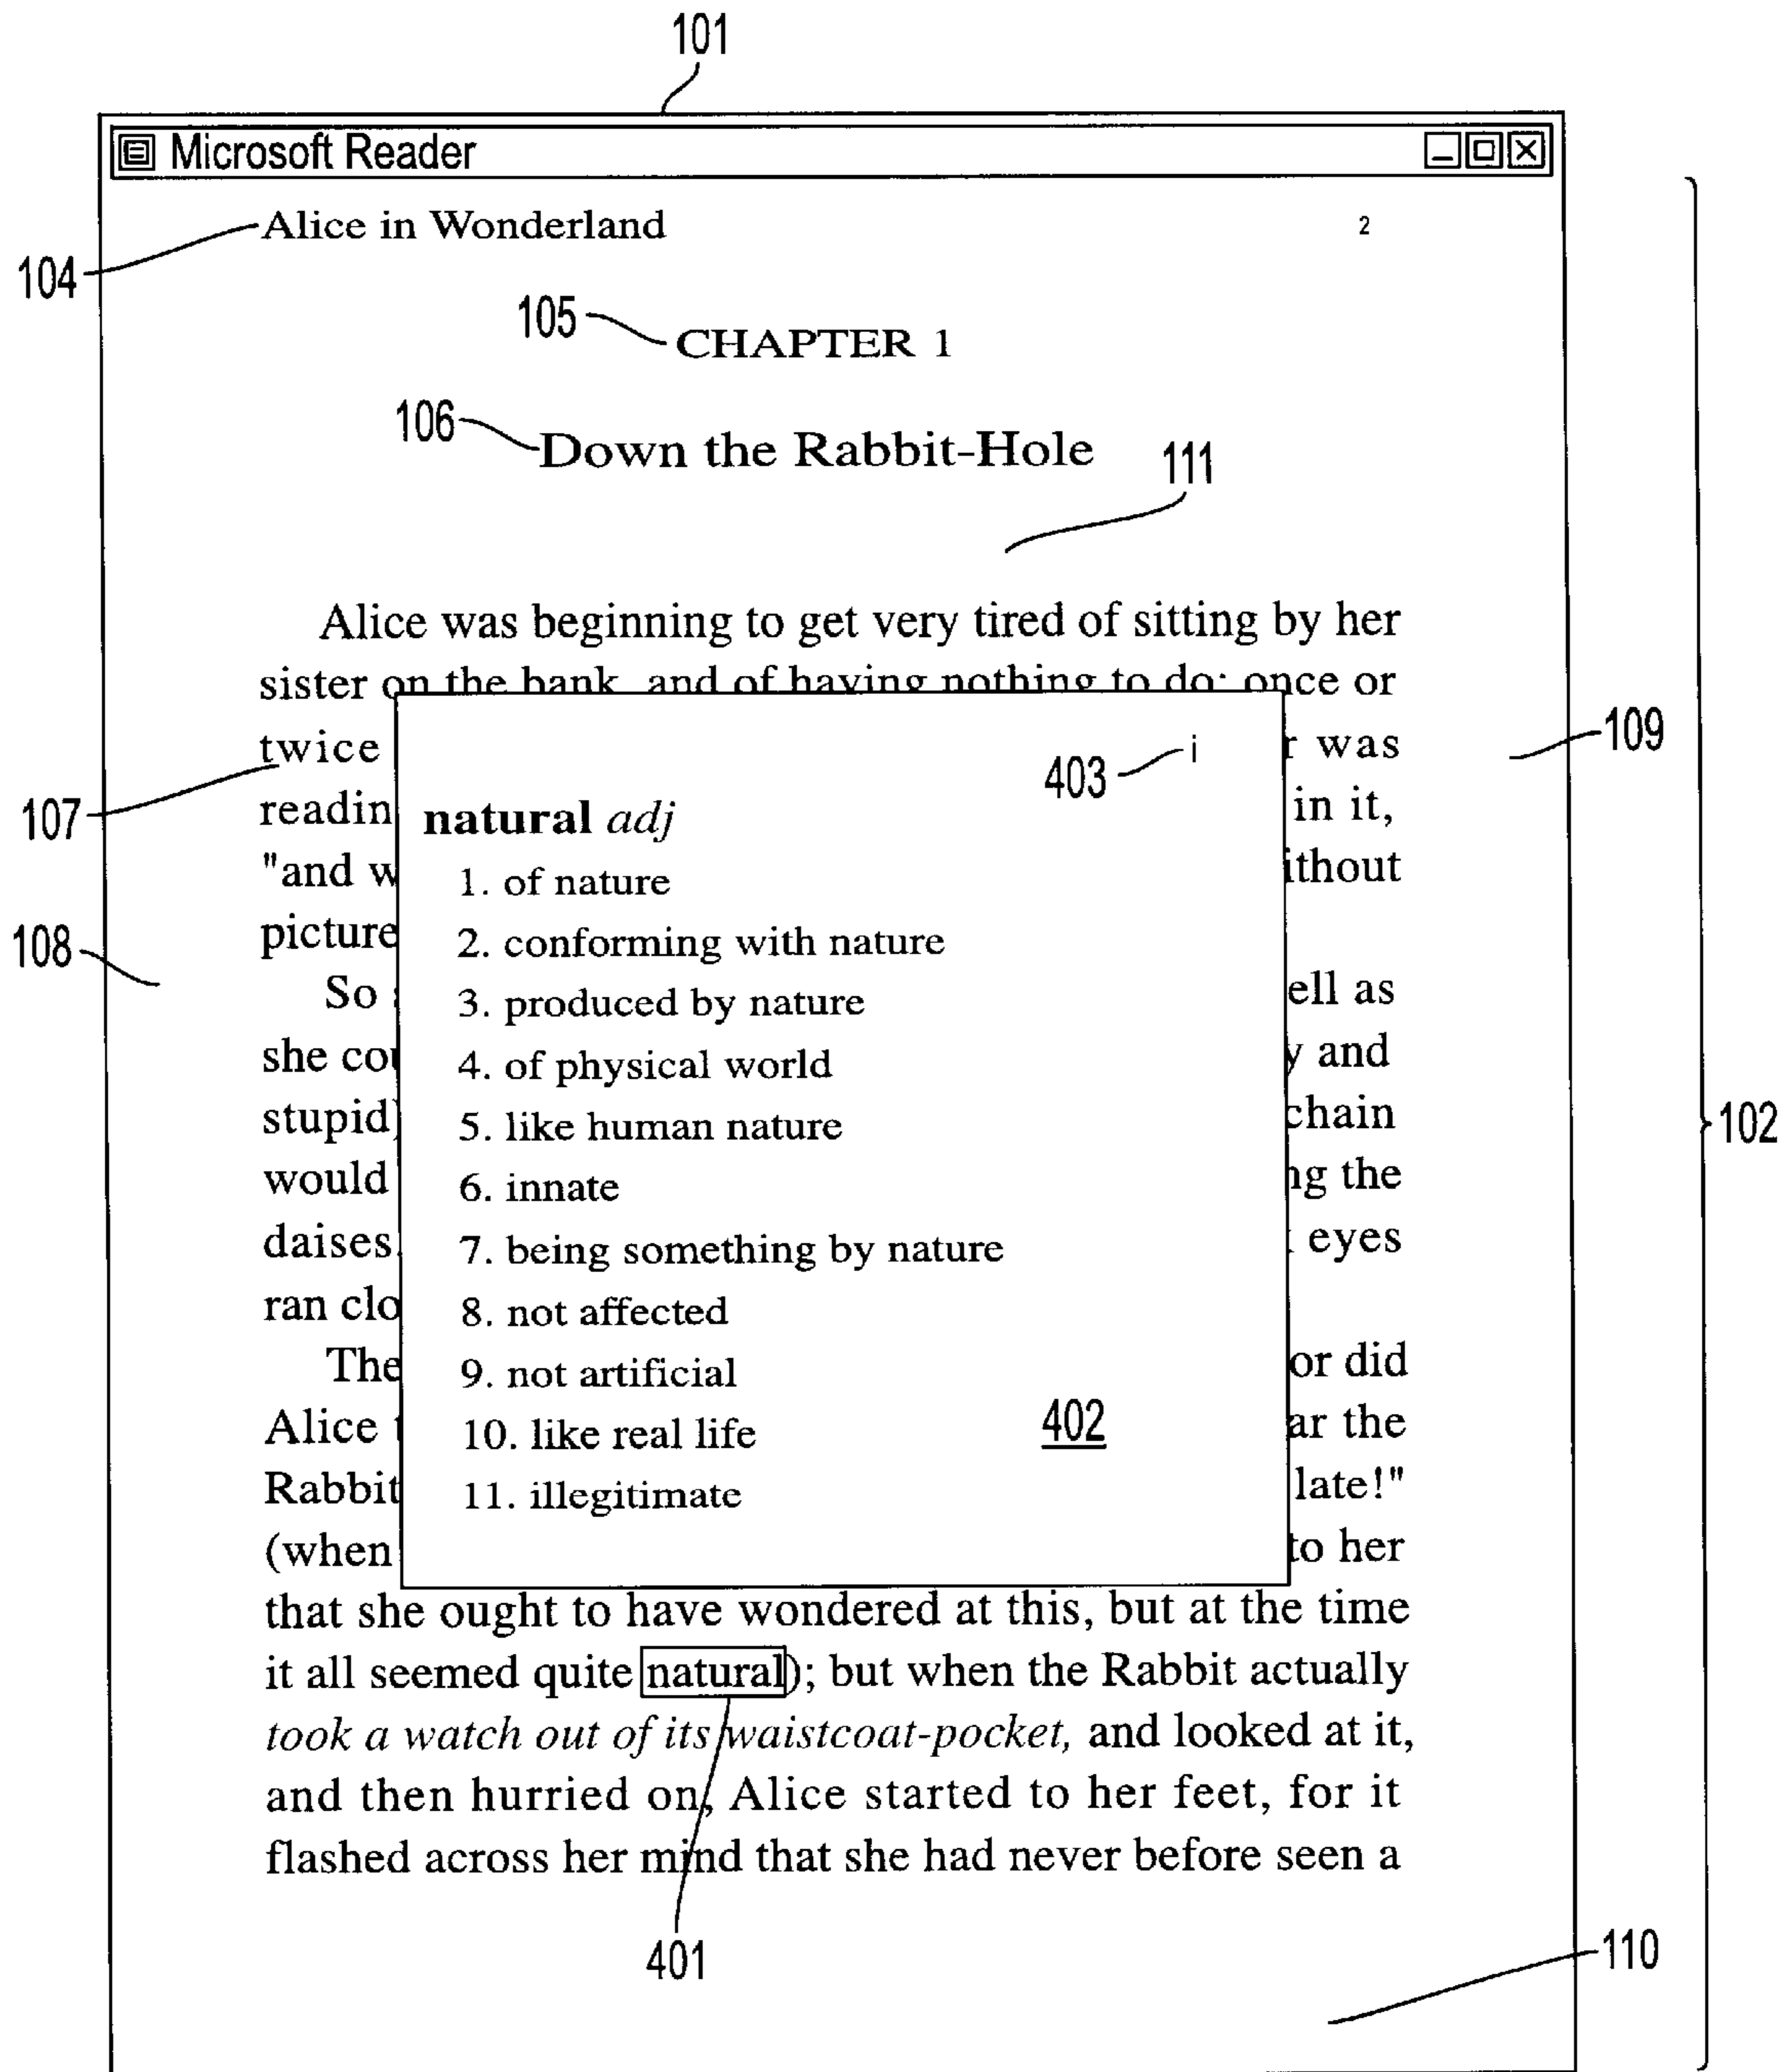 101
Microsoft Reader
Alice in Wonderland 2
104
105
CHAPTER 1
106
Down the Rabbit-Hole
111
Alice was beginning to get very tired of sitting by her
sister on the bank, and of having nothing to do: once or
twice r was
109
403 i
readin in it,
107
natural adj
"and w ithout
1. of nature
picture
2. conforming with nature
108
So ell as
3. produced by nature
she cou y and
4. of physical world
stupid) chain
5. like human nature
102
would ng the
6. innate
daises eyes
7. being something by nature
ran clo
8. not affected
The or did
9. not artificial
Alice ar the
10. like real life
402
Rabbit late!"
11. illegitimate
(when to her
that she ought to have wondered at this, but at the time
it all seemed quite natural); but when the Rabbit actually
took a watch out of its waistcoat-pocket, and looked at it,
and then hurried on, Alice started to her feet, for it
flashed across her mind that she had never before seen a
401
110